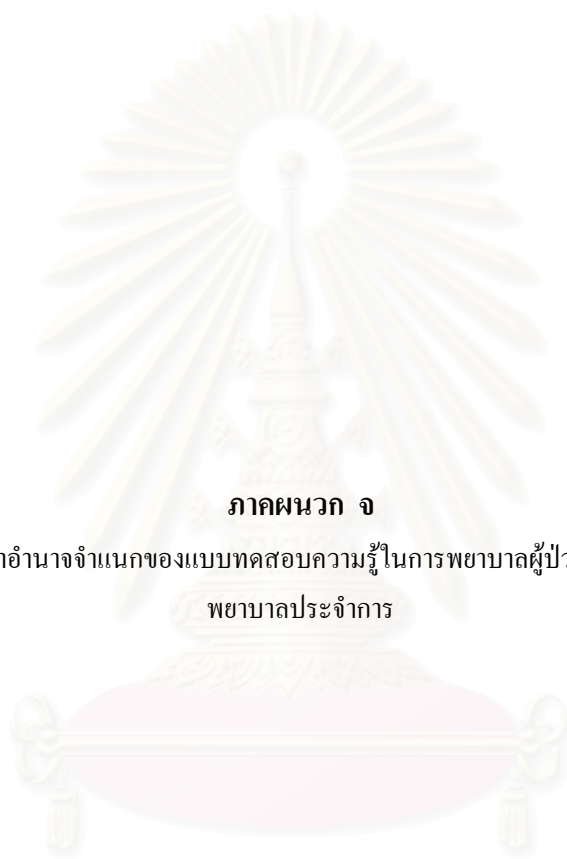 ภาคผนวก จ
อำนาจจำแนกของแบบทดสอบความรู้ในการพยาบาล
พยาบาลประจำการ